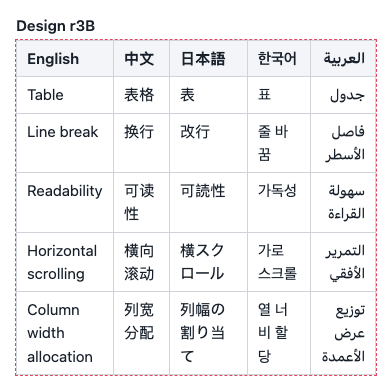 Design r3B
English 中文 日本語 한국어 العربية
Table 表格 表 표 جدول
Line break 换行 改行 줄 바 فاصل
꿈 الأسطر
Readability 可读 可読性 가독성 سهولة
性 القراءة
Horizontal 横向 横スク 가로 التمرير
scrolling 滚动 ロール 스크롤 الأفقي
Column 列宽 列幅の 열 너 توزيع
width 分配 割り当 비 할 عرض
allocation て 당 الأعمدة